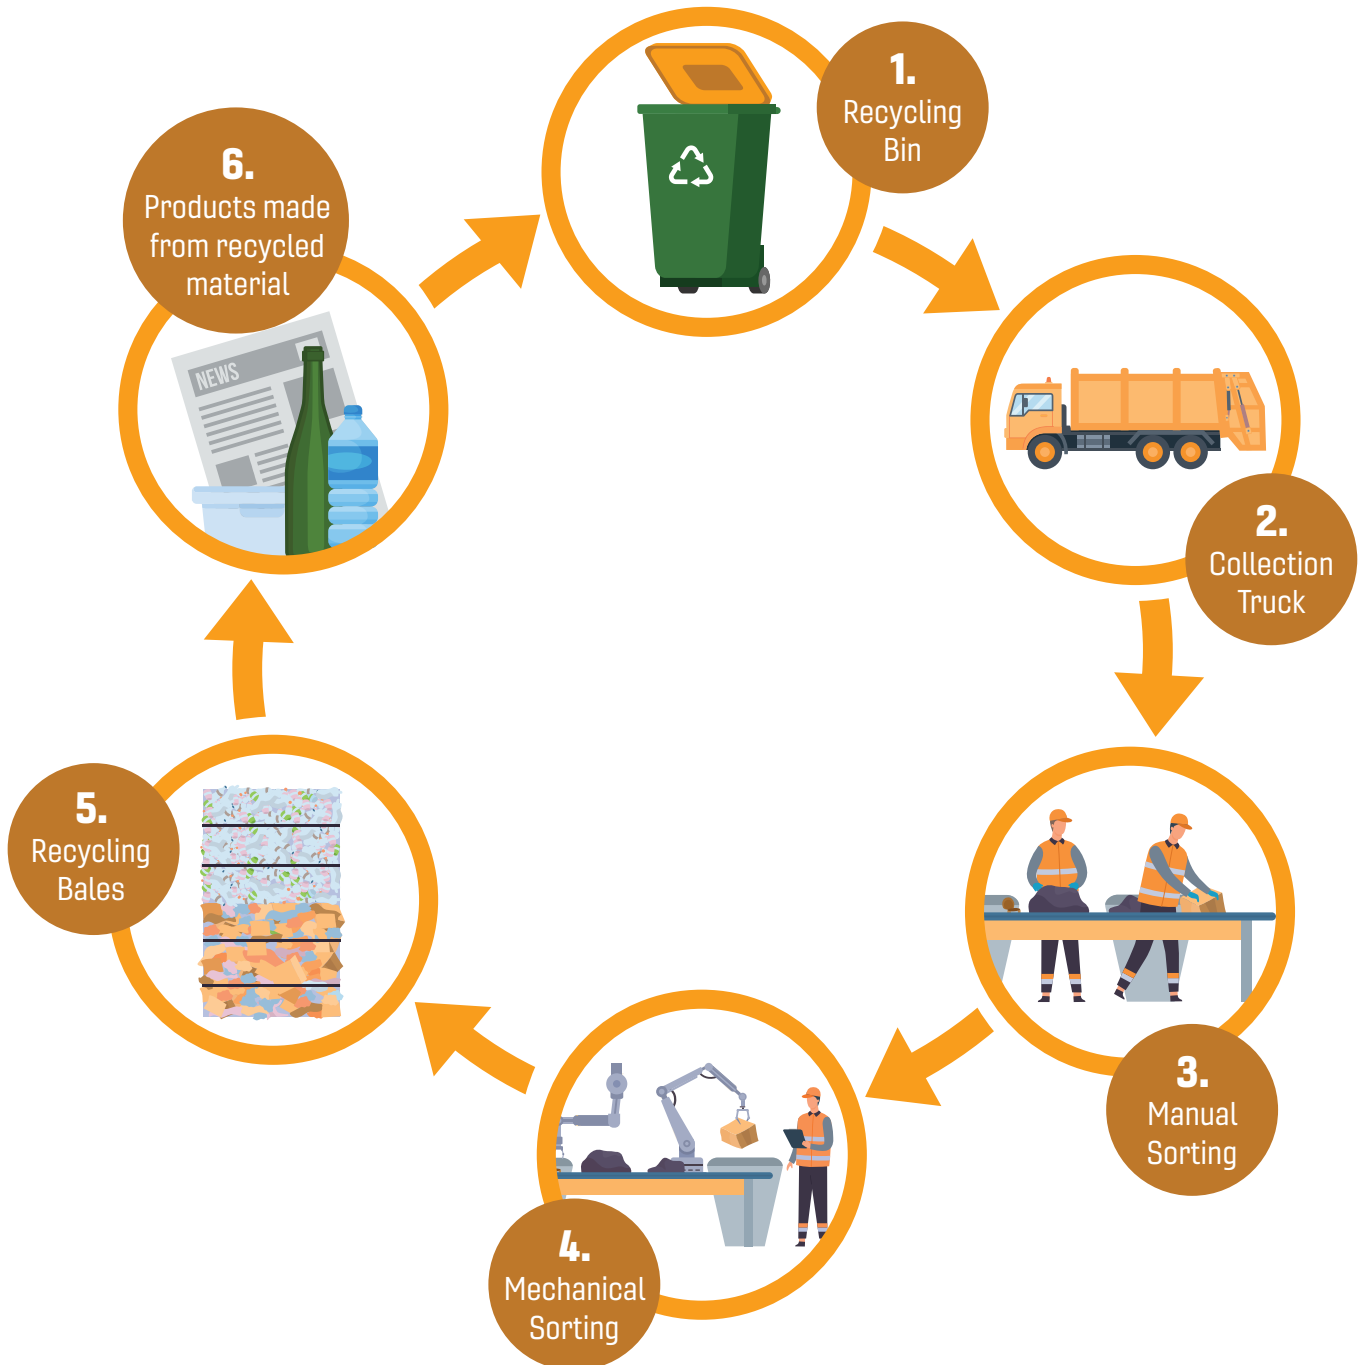 1.
Recycling
Bin
2.
Collection
Truck
3.
Manual
Sorting
4.
Mechanical
Sorting
5.
Recycling
Bales
6.
Products made
from recycled
material
NEWS